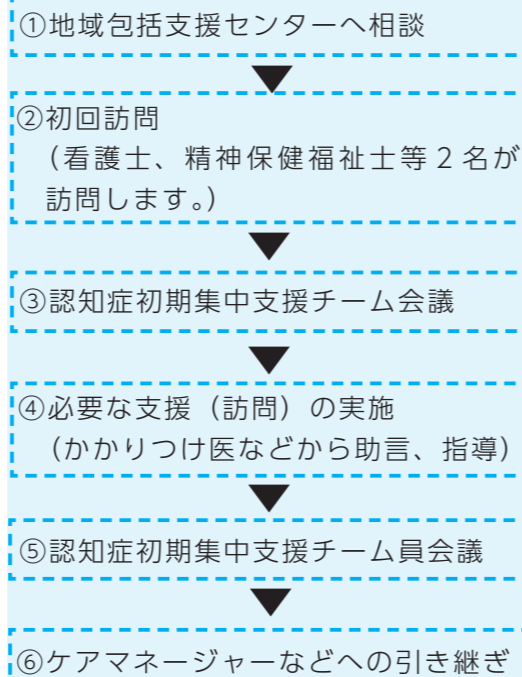 ①地域包括支援センターへ相談
②初回訪問
（看護士、精神保健福祉士等２名が
訪問します。）
③認知症初期集中支援チーム会議
④必要な支援（訪問）の実施
（かかりつけ医などから助言、指導）
⑤認知症初期集中支援チーム員会議
⑥ケアマネージャーなどへの引き継ぎ